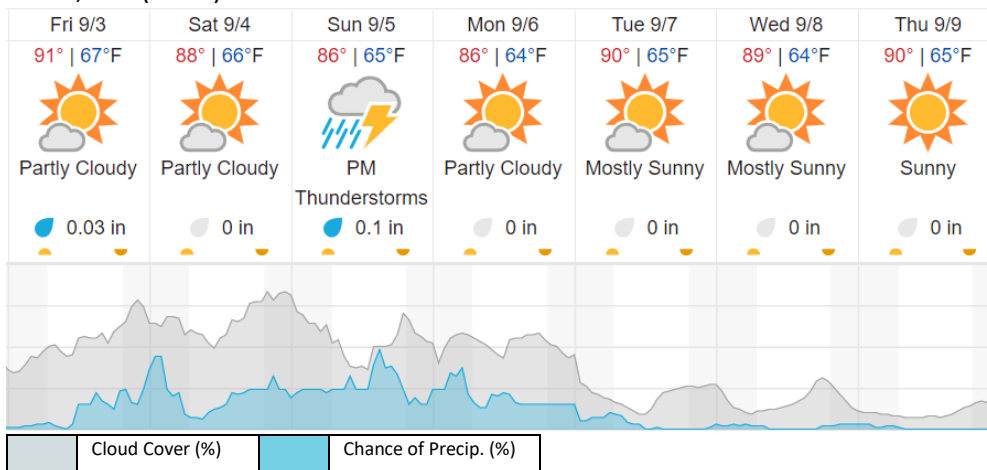 Fri 9/3 Sat 9/4 Sun 9/5 Mon 9/6 Tue 9/7 Wed 9/8 Thu 9/9
91° | 67°F 88° | 66°F 86° | 65°F 86° | 64°F 90° | 65°F 89° | 64°F 90° | 65°F
Partly Cloudy Partly Cloudy PM Partly Cloudy Mostly Sunny Mostly Sunny Sunny
Thunderstorms
0.03 in 0 in 0.1 in 0 in 0 in 0 in 0 in
Cloud Cover (%) Chance of Precip. (%)